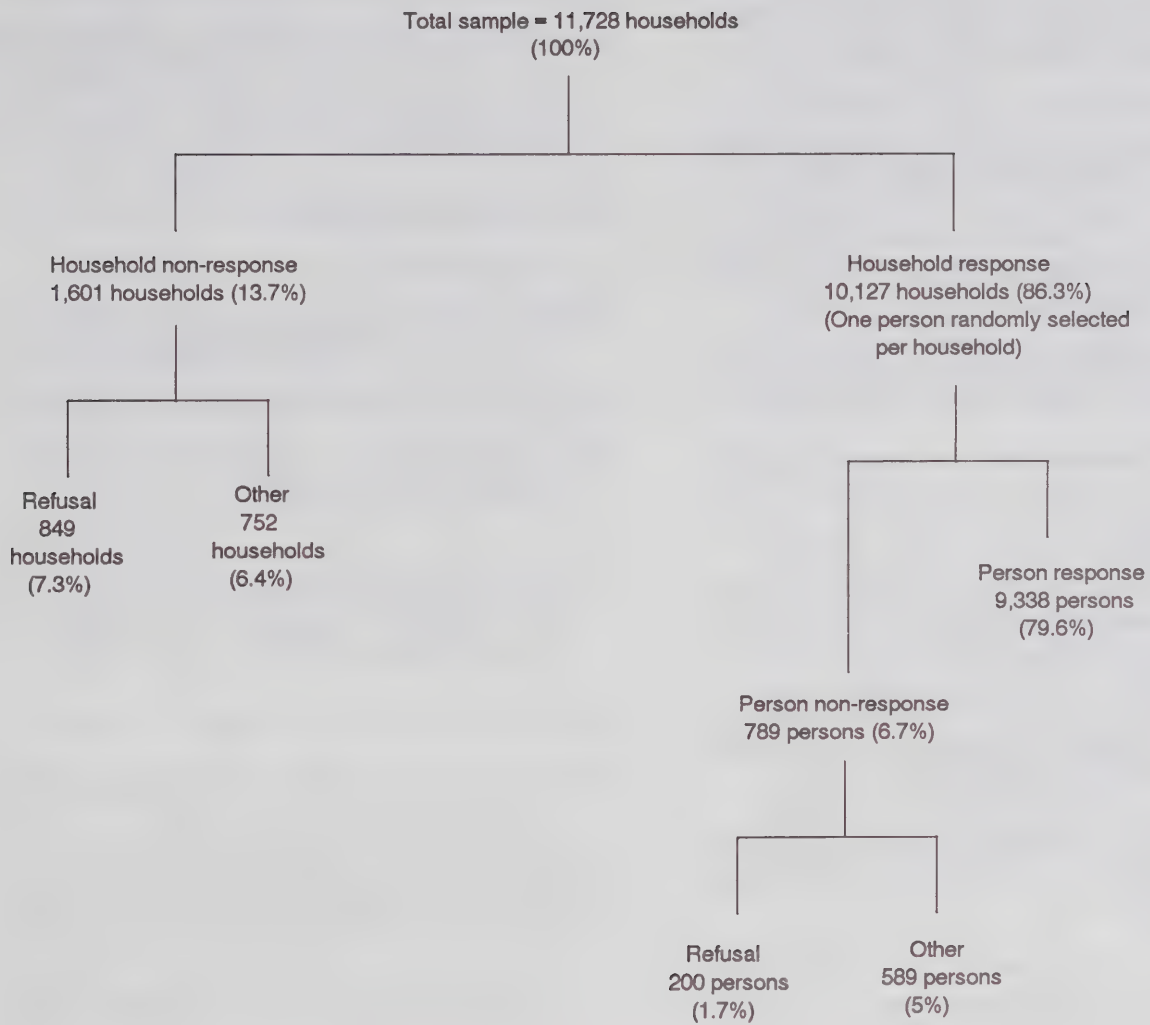 Total sample = 11,728 households
(100%)
Household non-response
1,601 households (13.7%)
Household response
10,127 households (86.3%)
(One person randomly selected
per household)
Refusal
849
households
(7.3%)
Other
752
households
(6.4%)
Person response
9,338 persons
(79.6%)
Person non-response
789 persons (6.7%)
Refusal
200 persons
(1.7%)
Other
589 persons
(5%)